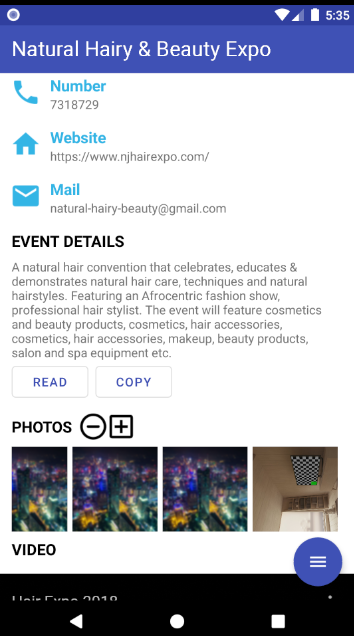 5:35
Natural Hairy & Beauty Expo
Number
7318729
Website
https://www.njhairexpo.com/
Mail
natural-hairy-beauty@gmail.com
EVENT DETAILS
A natural hair convention that celebrates, educates &
demonstrates natural hair care, techniques and natural
hairstyles. Featuring an Afrocentric fashion show,
professional hair stylist. The event will feature cosmetics
and beauty products, cosmetics, hair accessories,
cosmetics, hair accessories, makeup, beauty products,
salon and spa equipment etc.
READ COPY
PHOTOS
VIDEO
Hair Expo 2018